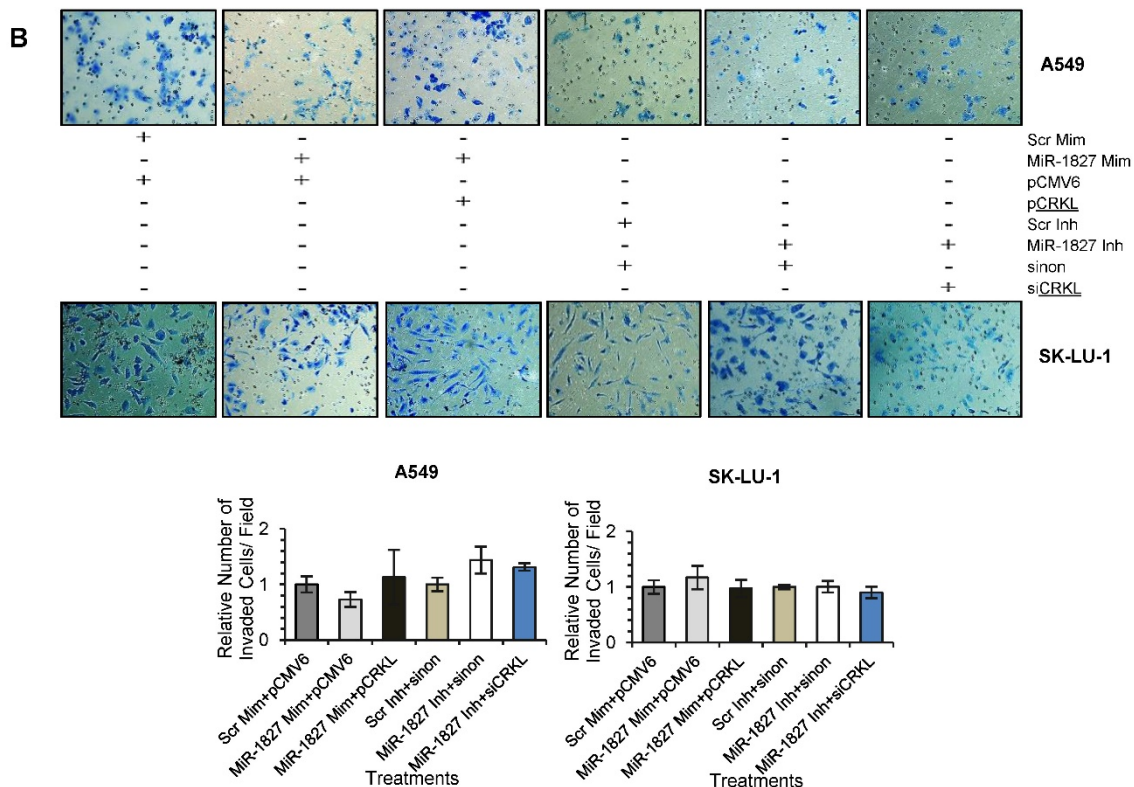 B
A549
+ - - - - - Scr Mim
- + + - - - MiR-1827 Mim
+ + - - - - pCMV6
- - + - - - pCRKL
- - - + - - Scr Inh
- - - - + + MiR-1827 Inh
- - - + + - sinon
- - - - - + siCRKL
SK-LU-1
A549
Relative Number of
Invaded Cells/ Field
2
1
0
Scr Mim+pCMV6
MiR-1827 Mim+pCMV6
MiR-1827 Mim+pCRKL
Scr Inh+sinon
MiR-1827 Inh+sinon
MiR-1827 Inh+siCRKL
Treatments
SK-LU-1
Relative Number of
Invaded Cells/ Field
2
1
0
Scr Mim+pCMV6
MiR-1827 Mim+pCMV6
MiR-1827 Mim+pCRKL
Scr Inh+sinon
MiR-1827 Inh+sinon
MiR-1827 Inh+siCRKL
Treatments